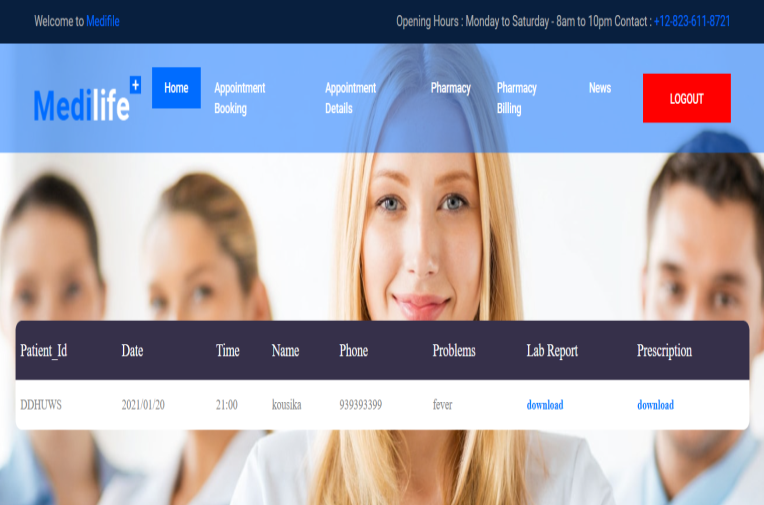 Welcome to Medifile
Opening Hours : Monday to Saturday - 8am to 10pm Contact : +12-823-611-8721
Medilife+
Home
Appointment
Booking
Appointment
Details
Pharmacy
Pharmacy
Billing
News
LOGOUT
Patient_Id Date Time Name Phone Problems Lab Report Prescription
DDHUWS 2021/01/20 21:00 kousika 939393399 fever download download